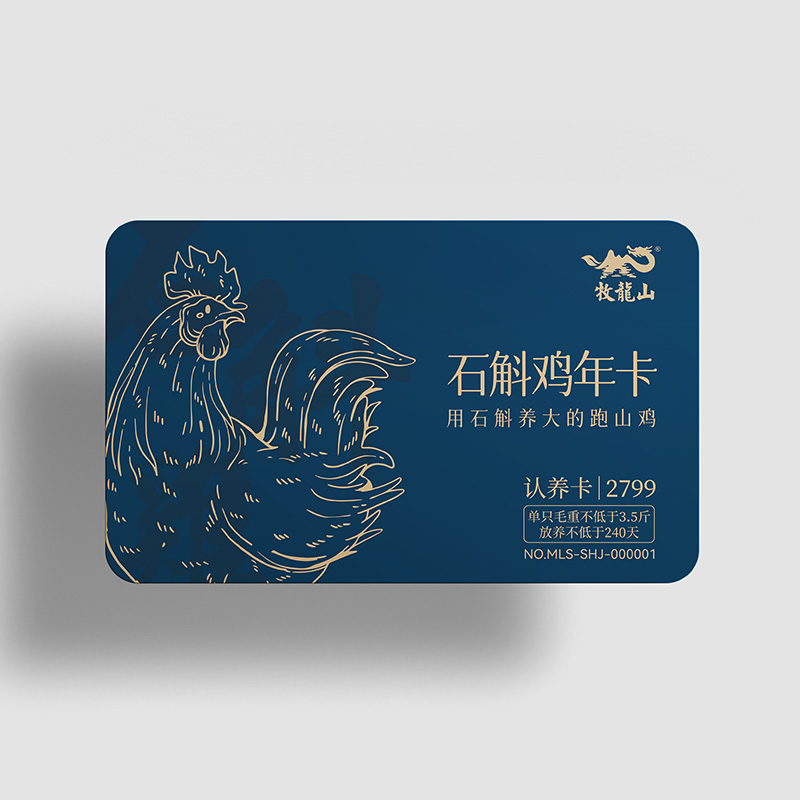 牧龍山®
石斛鸡年卡
用石斛养大的跑山鸡
认养卡|2799
单只毛重不低于3.5斤
放养不低于240天
NO.MLS-SHJ-000001